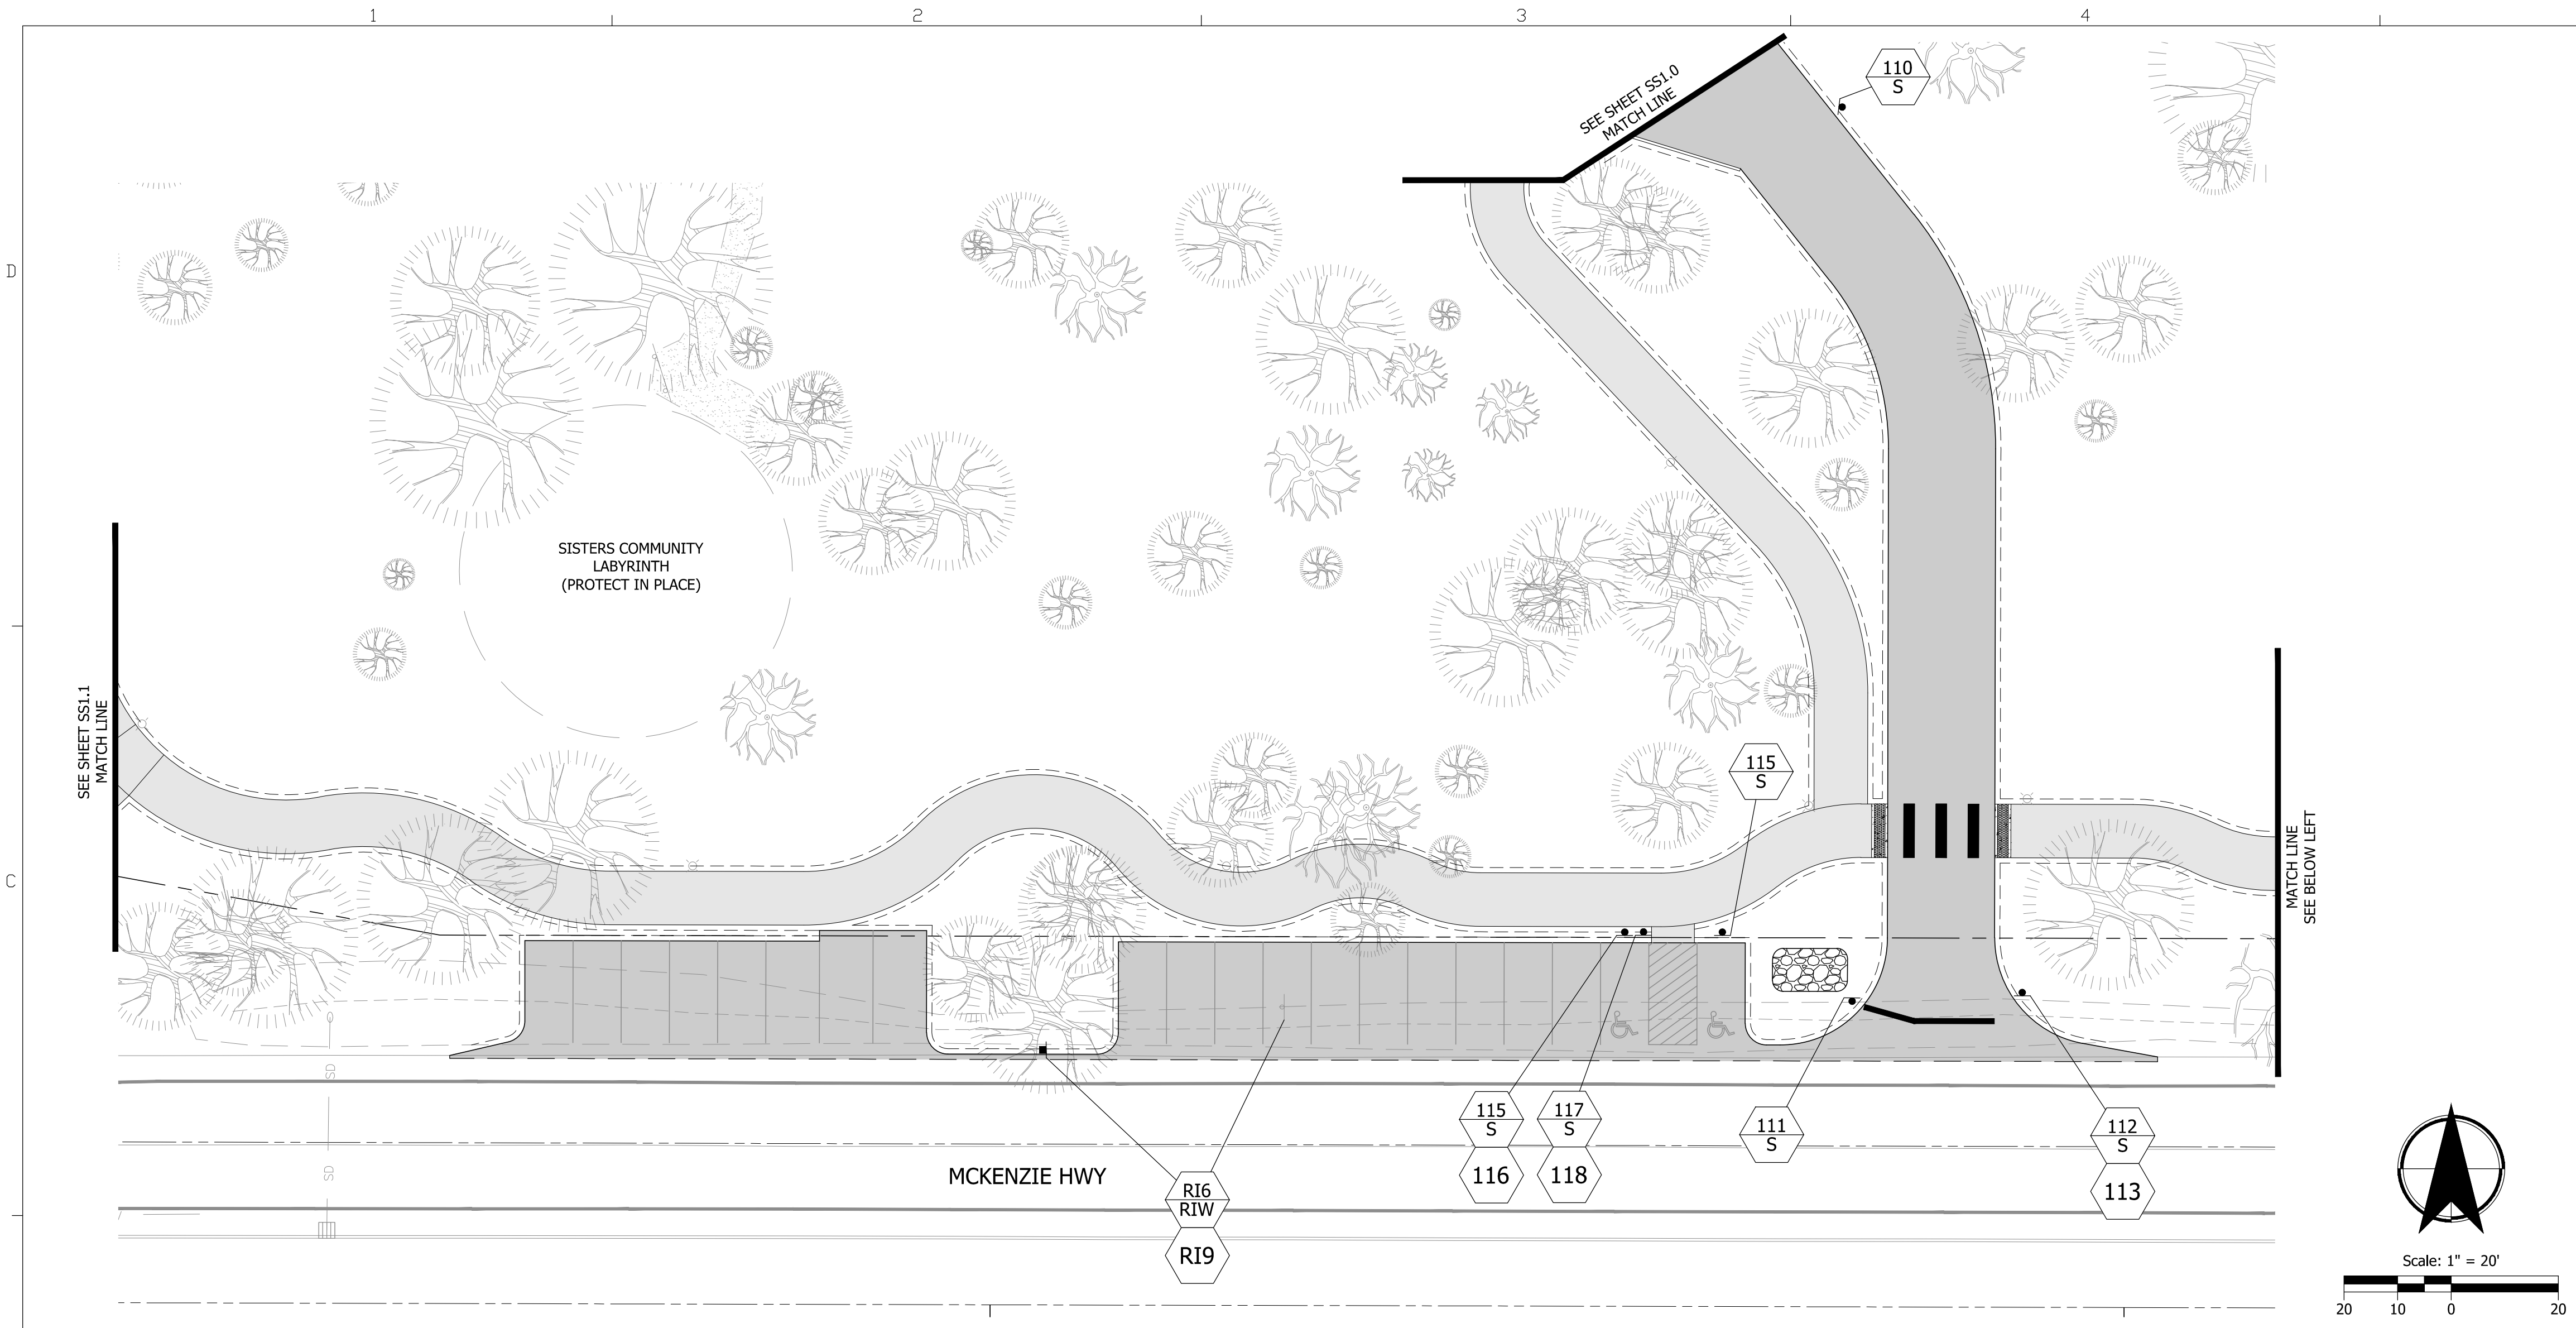 1
2
3
4
SEE SHEET SS1.0
MATCH LINE
110
S
D
SISTERS COMMUNITY
LABYRINTH
(PROTECT IN PLACE)
SEE SHEET SS1.1
MATCH LINE
115
S
MATCH LINE
SEE BELOW LEFT
C
SD
SD
MCKENZIE HWY
RI6
RIW
RI9
115
S
116
117
S
118
111
S
112
S
113
Scale: 1" = 20'
20 10 0 20